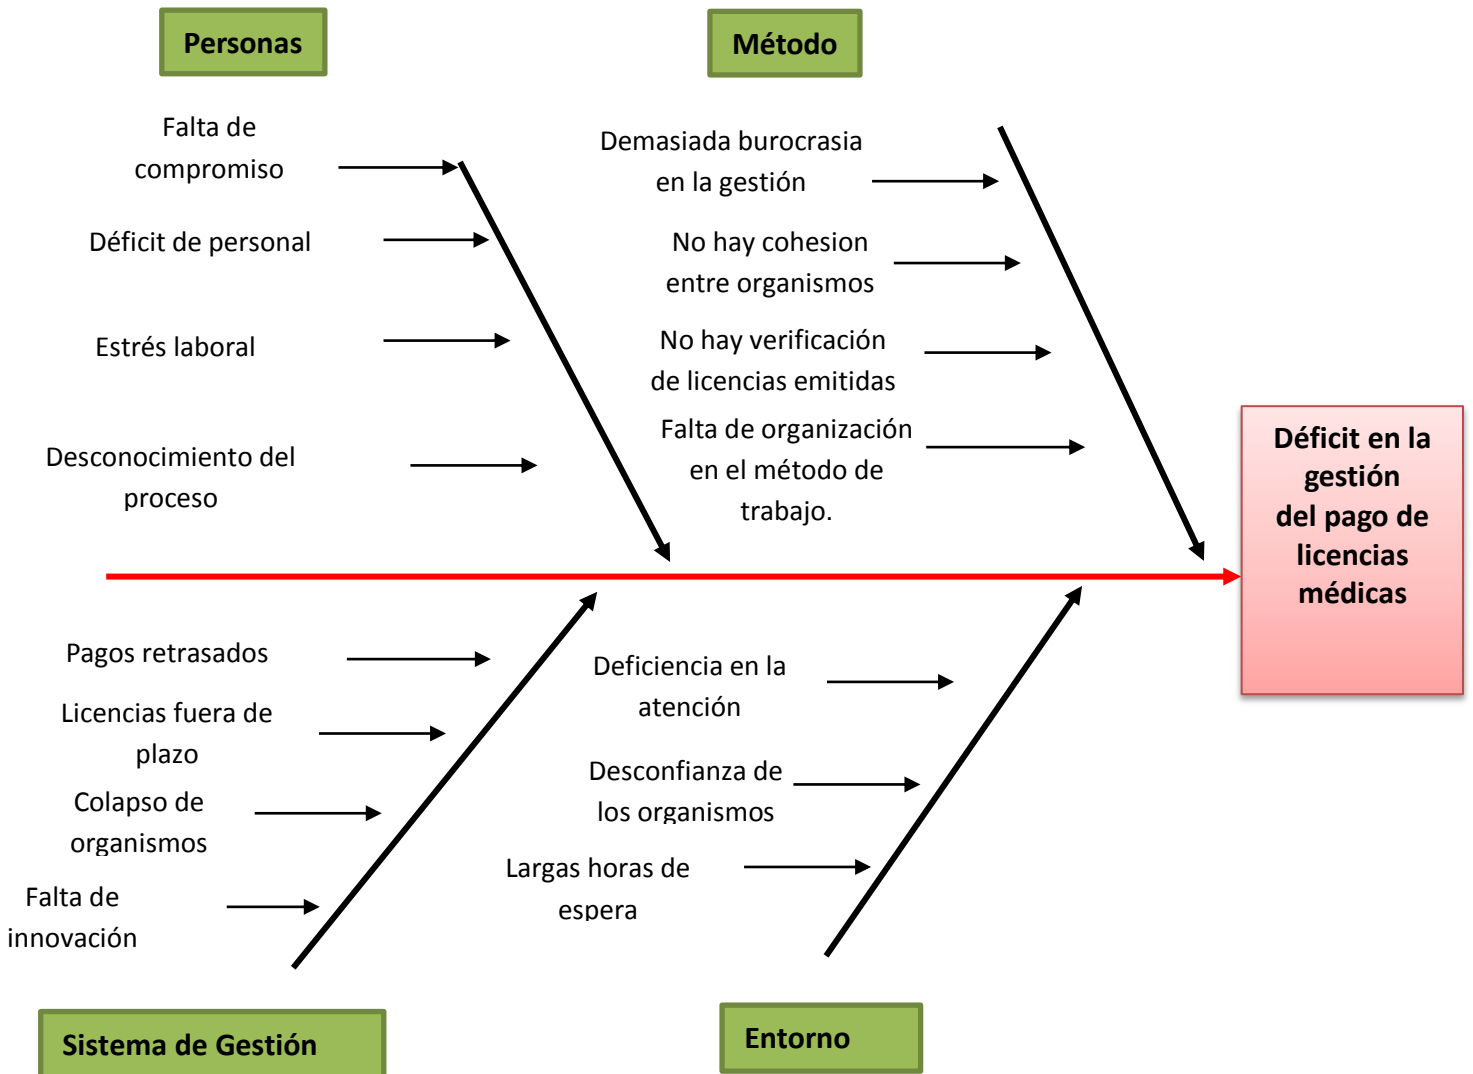 Personas
Método
Falta de
compromiso
Déficit de personal
Estrés laboral
Desconocimiento del
proceso
Demasiada burocrasia
en la gestión
No hay cohesion
entre organismos
No hay verificación
de licencias emitidas
Falta de organización
en el método de
trabajo.
Déficit en la
gestión
del pago de
licencias
médicas
Pagos retrasados
Licencias fuera de
plazo
Colapso de
organismos
Falta de
innovación
Deficiencia en la
atención
Desconfianza de
los organismos
Largas horas de
espera
Sistema de Gestión
Entorno